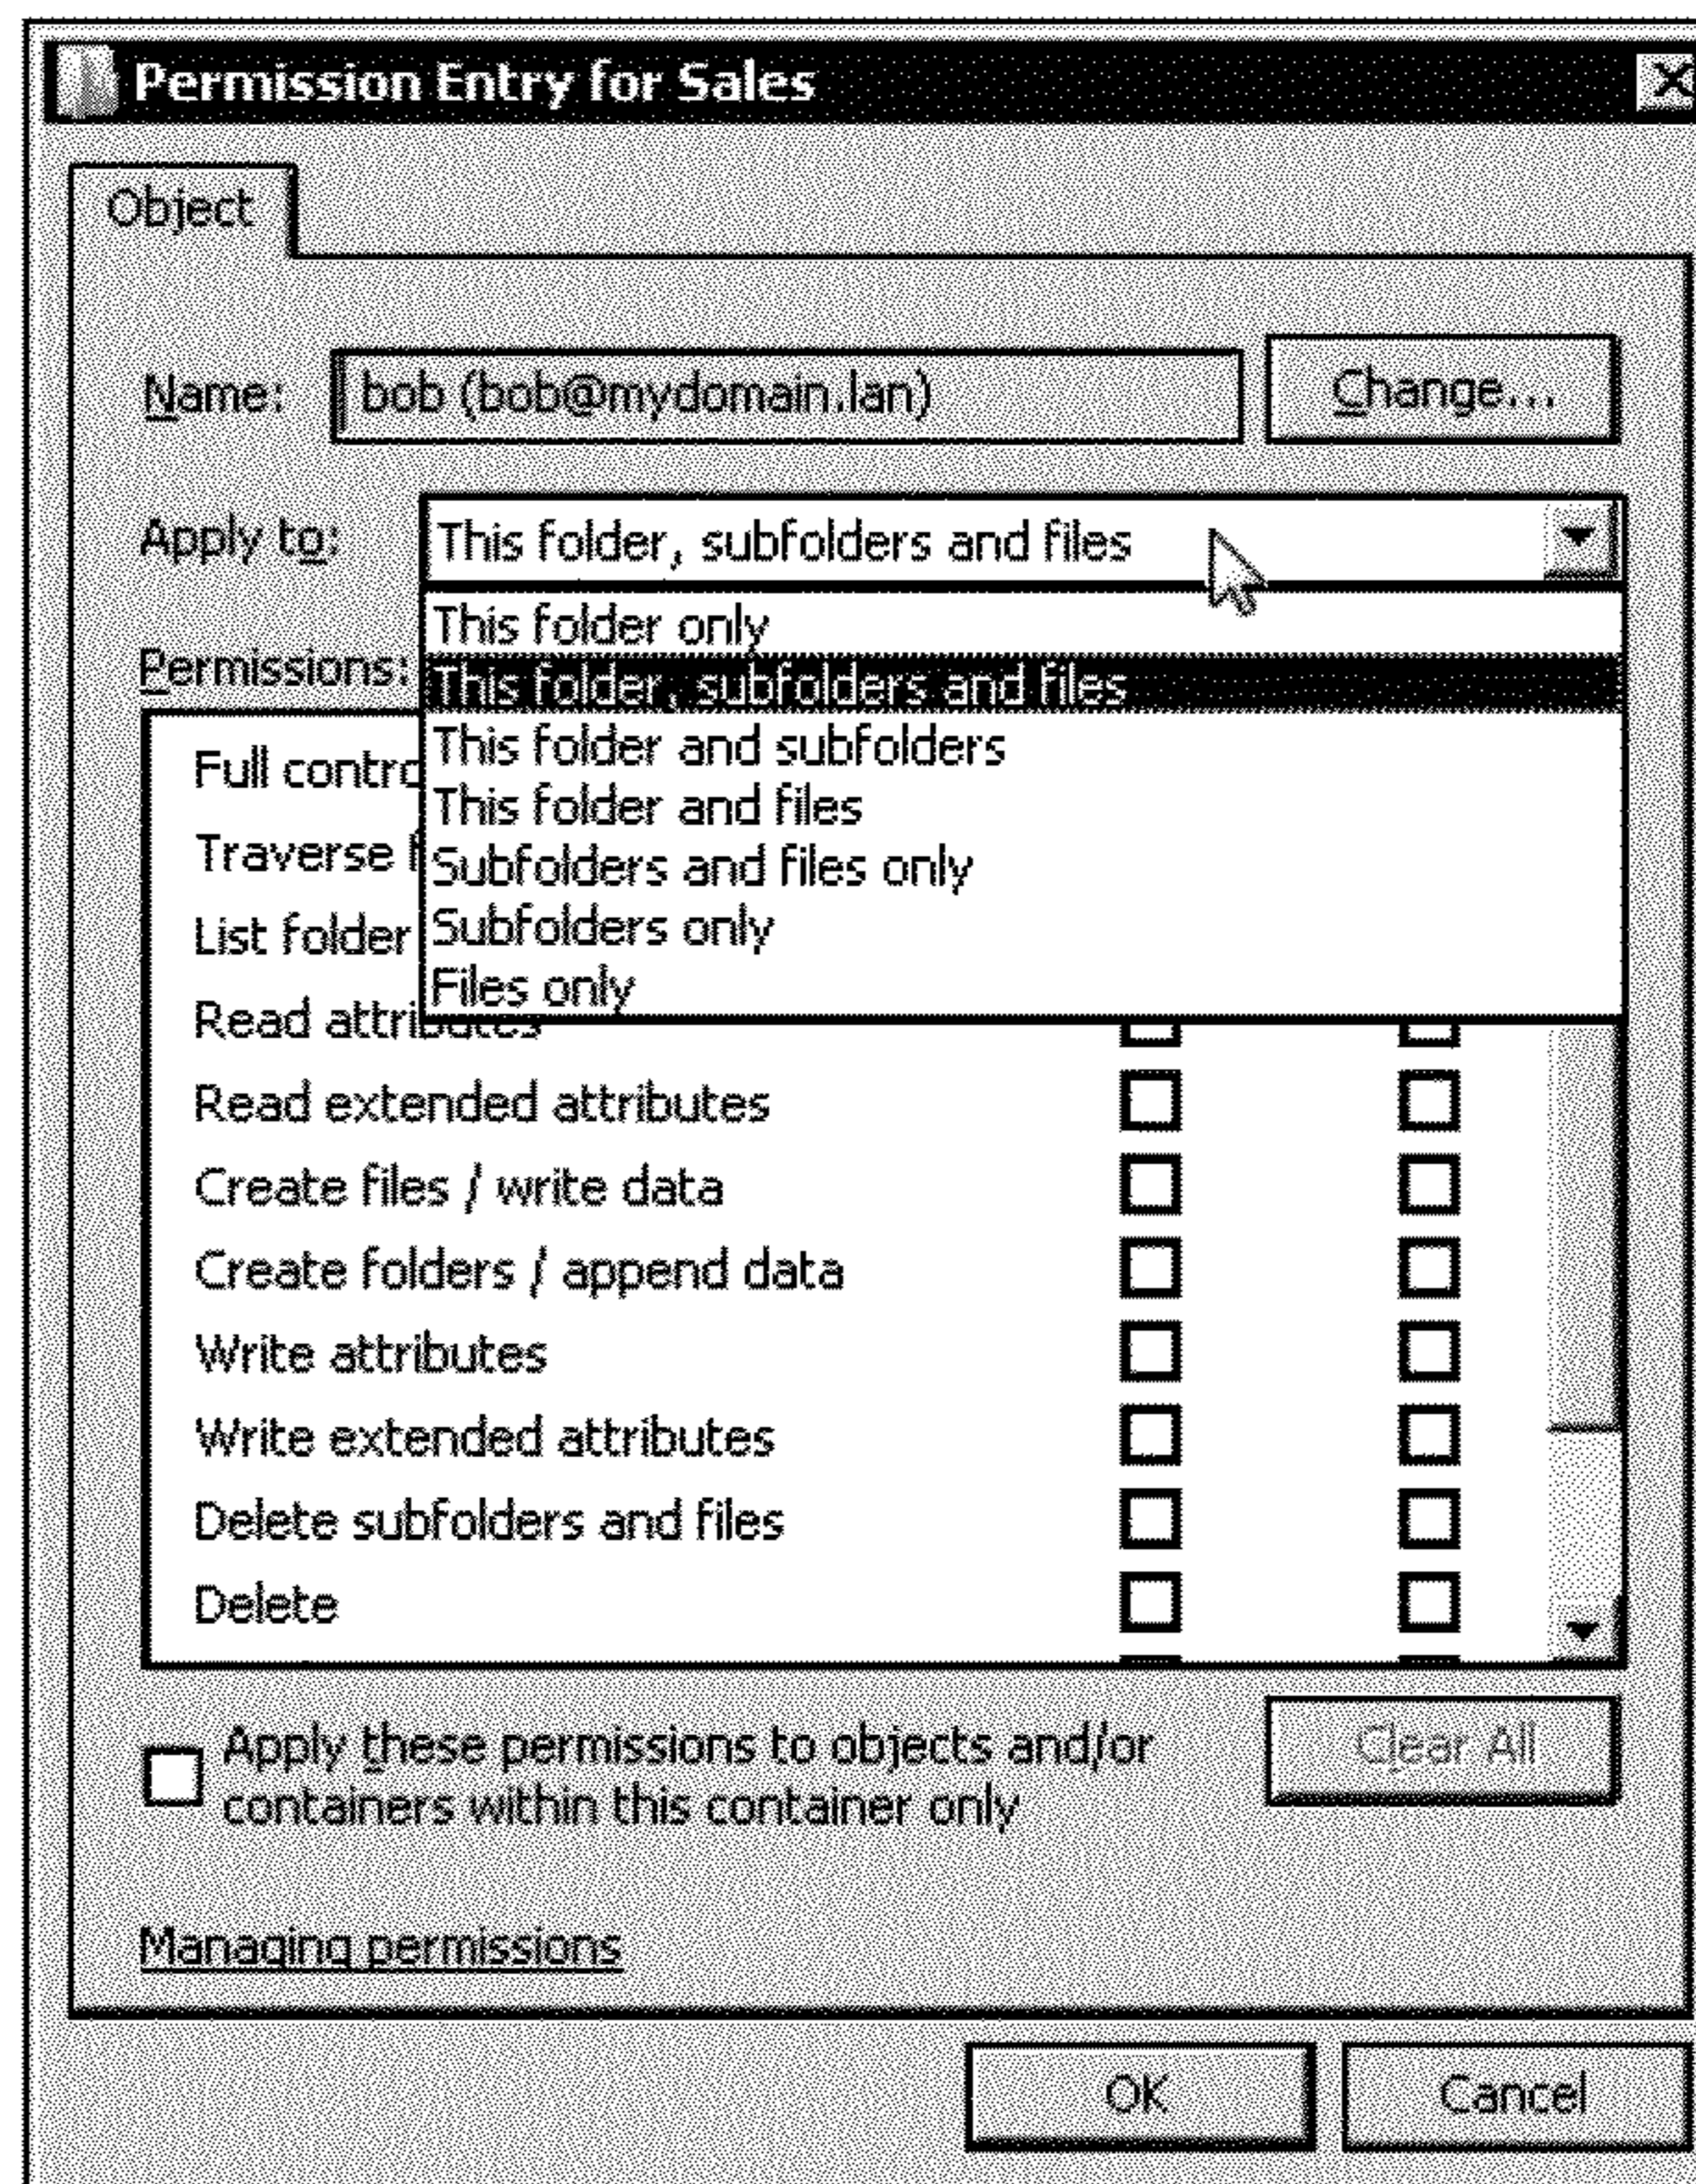 Permission Entry for Sales
Object
Name: bob (bob@mydomain.lan) Change...
Apply to: This folder, subfolders and files
This folder only
Permissions: This folder, subfolders and files
This folder and subfolders
Full contro
This folder and files
Traverse f
Subfolders and files only
List folder
Subfolders only
Files only
Read attributes
Read extended attributes
Create files / write data
Create folders / append data
Write attributes
Write extended attributes
Delete subfolders and files
Delete
Apply these permissions to objects and/or
containers within this container only
Clear All
Managing permissions
OK Cancel